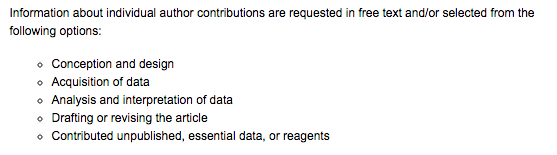 Information about individual author contributions are requested in free text and/or selected from the
following options:
Conception and design
Acquisition of data
Analysis and interpretation of data
Drafting or revising the article
Contributed unpublished, essential data, or reagents